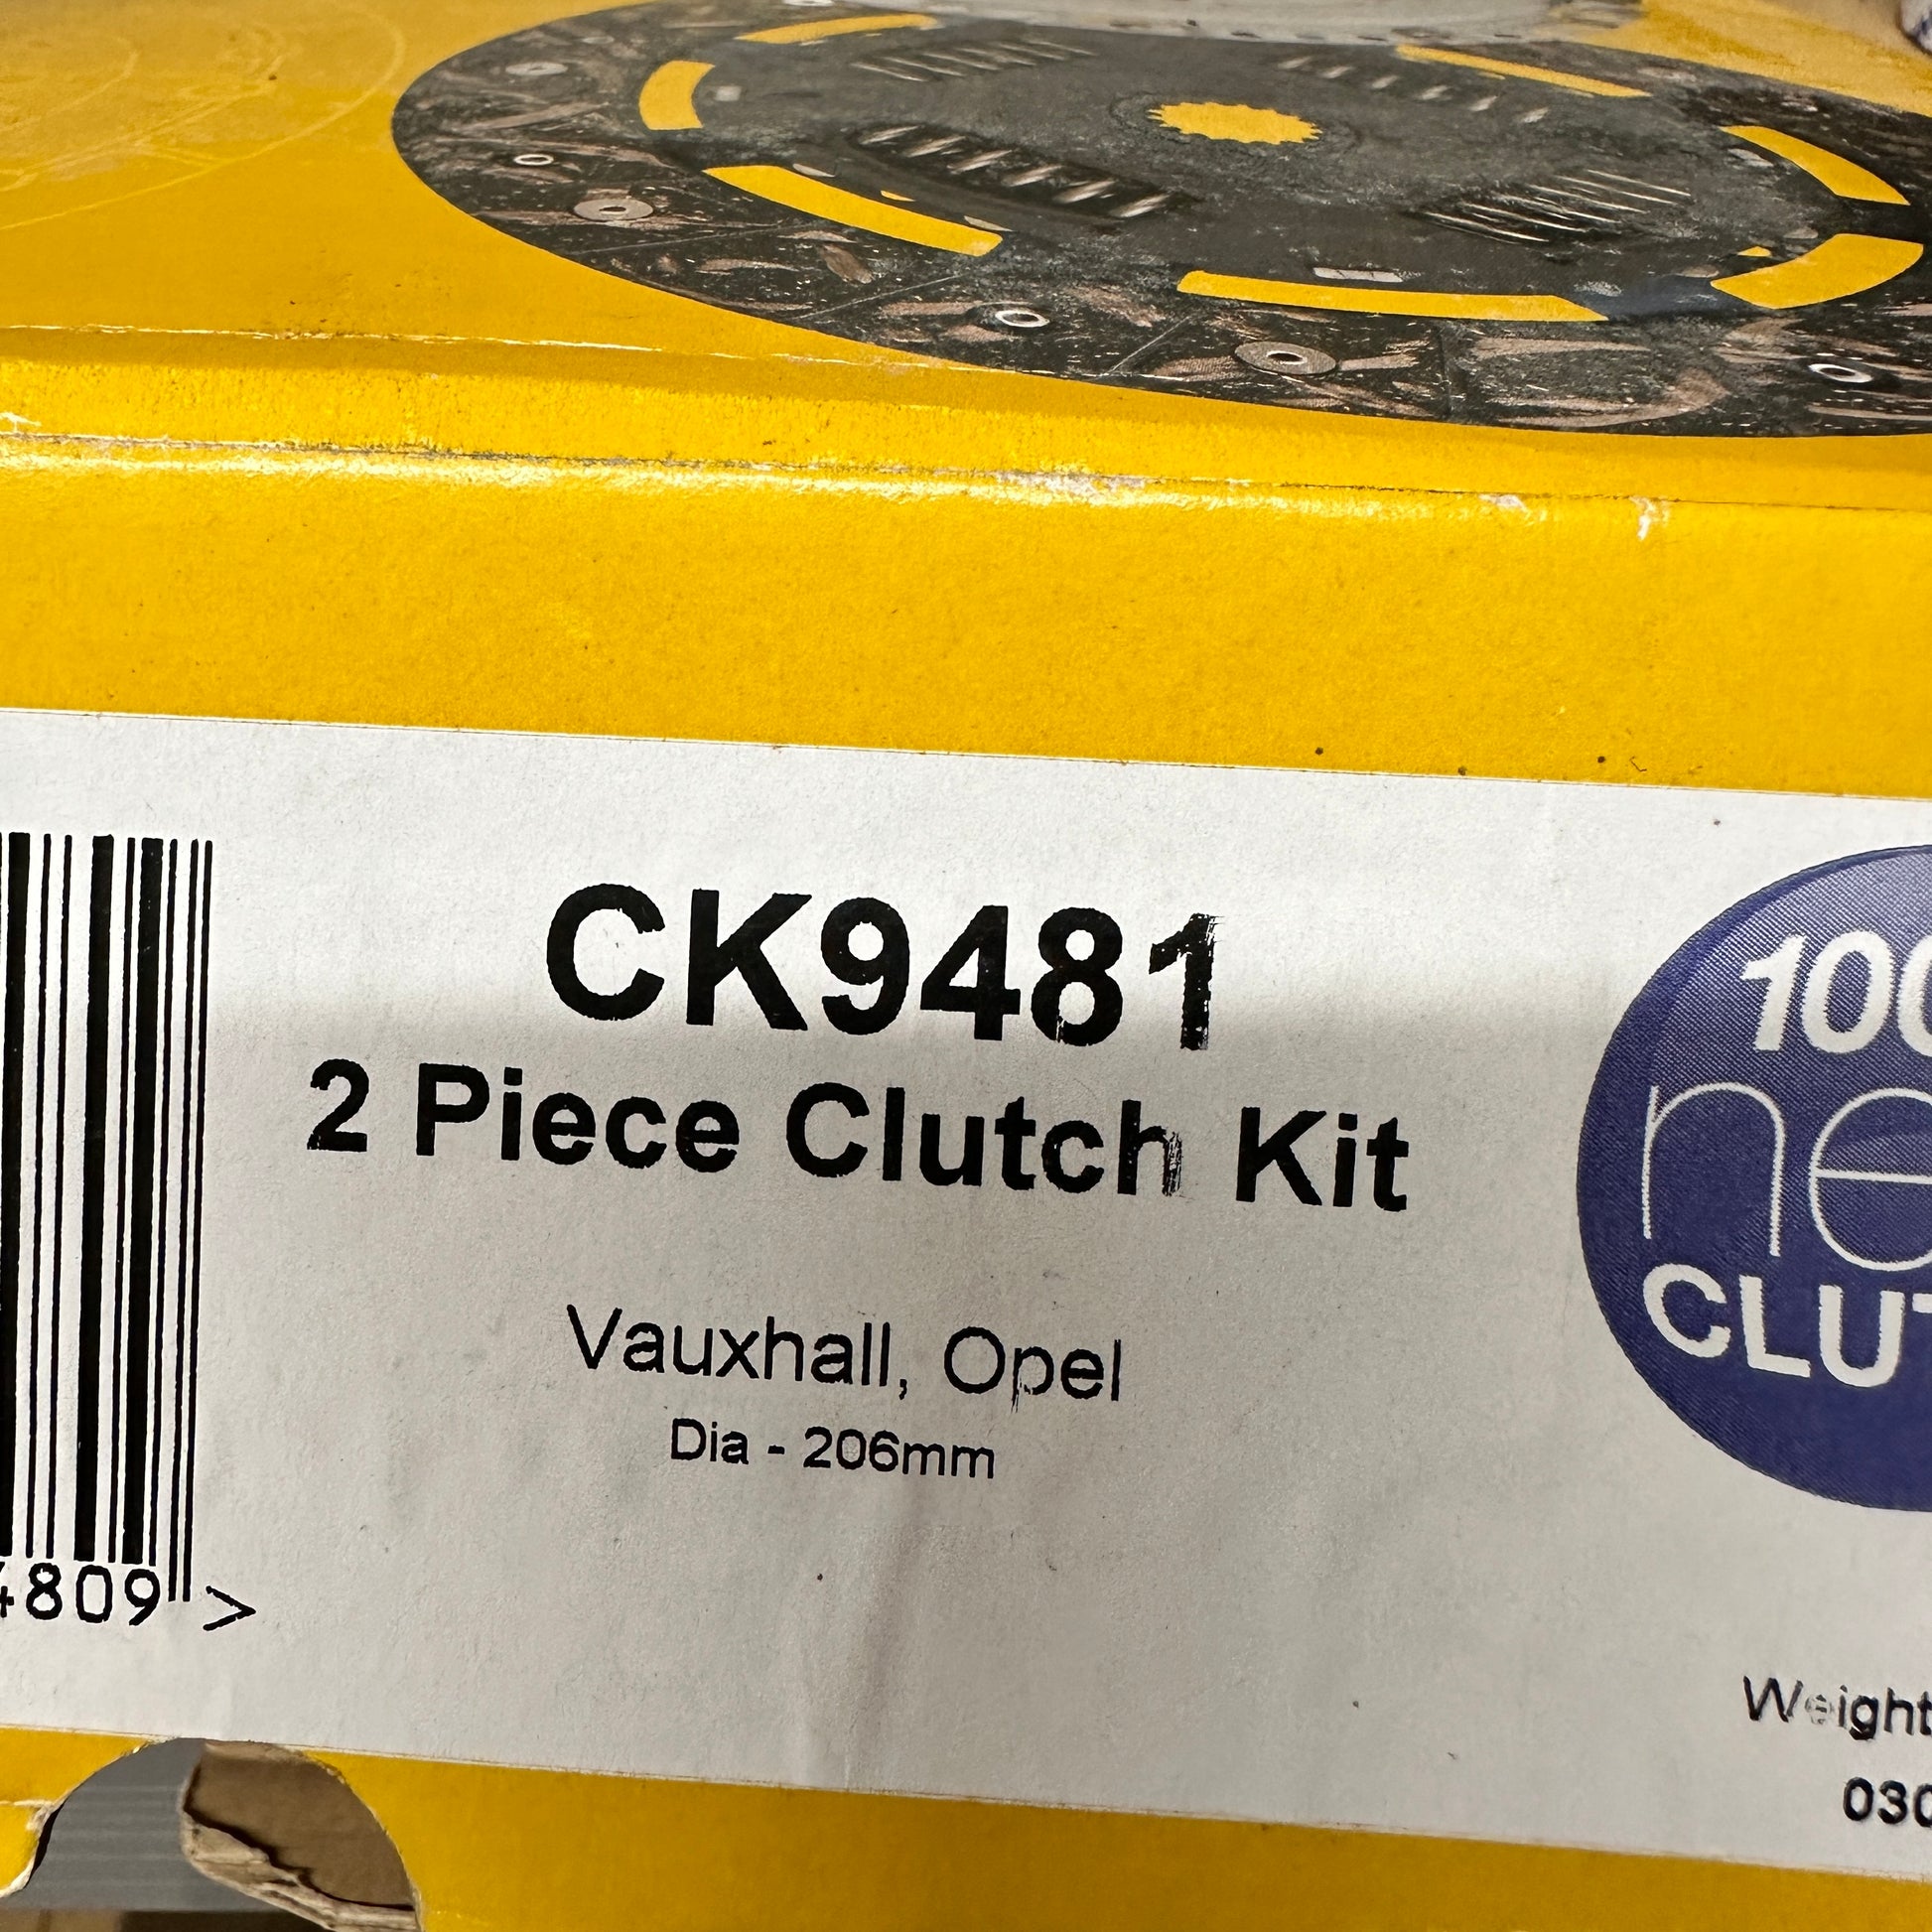 CK9481
2 Piece Clutch Kit
Vauxhall, Opel
Dia - 206mm
4809 >
100
ne
CLUT
Weight
030